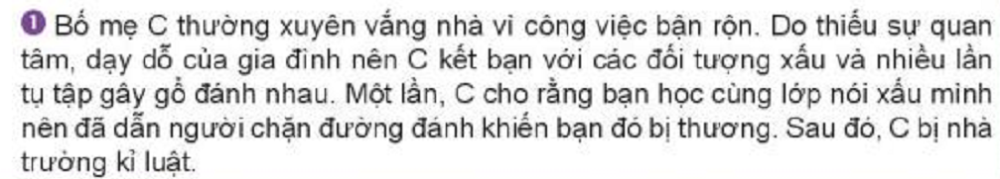 1 Bố mẹ C thường xuyên vắng nhà vì công việc bận rộn. Do thiếu sự quan
tâm, dạy dỗ của gia đình nên C kết bạn với các đối tượng xấu và nhiều lần
tụ tập gây gổ đánh nhau. Một lần, C cho rằng bạn học cùng lớp nói xấu mình
nên đã dẫn người chặn đường đánh khiến bạn đó bị thương. Sau đó, C bị nhà
trường kỉ luật.